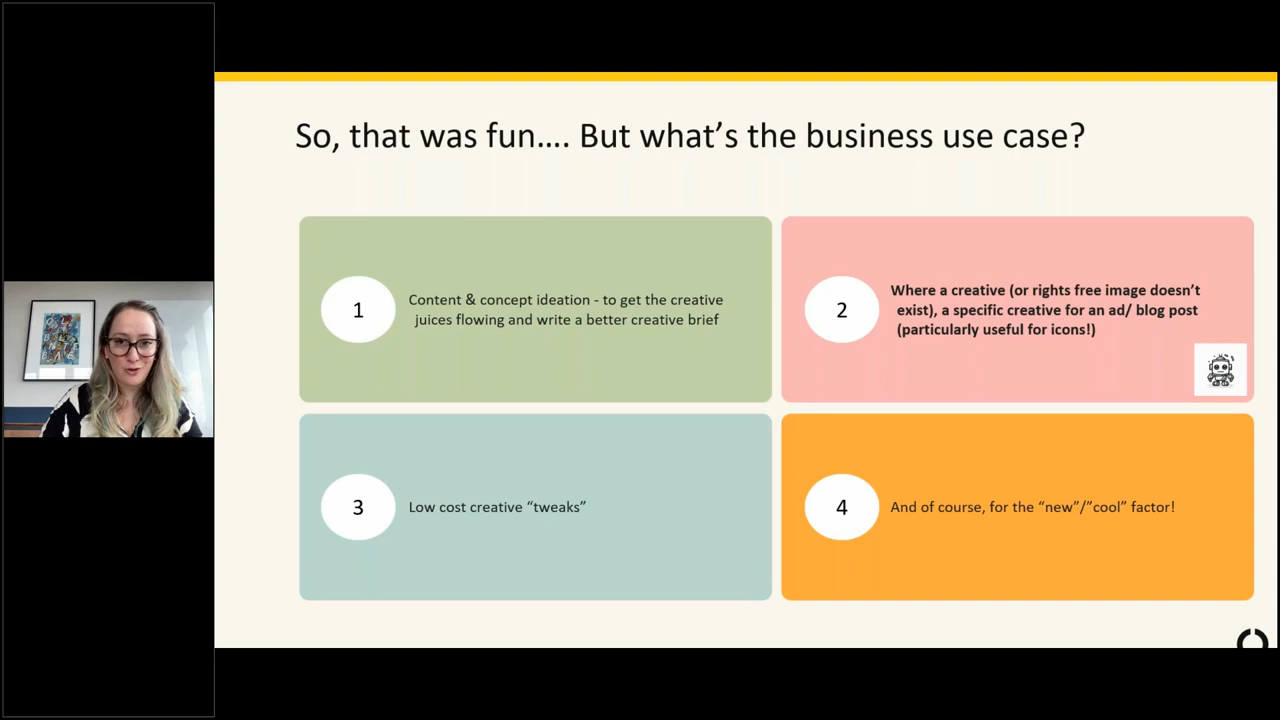 So, that was fun…. But what’s the business use case?
1
Content & concept ideation - to get the creative
juices flowing and write a better creative brief
2
Where a creative (or rights free image doesn’t
exist), a specific creative for an ad/ blog post
(particularly useful for icons!)
3
Low cost creative “tweaks”
4
And of course, for the “new”/”cool” factor!